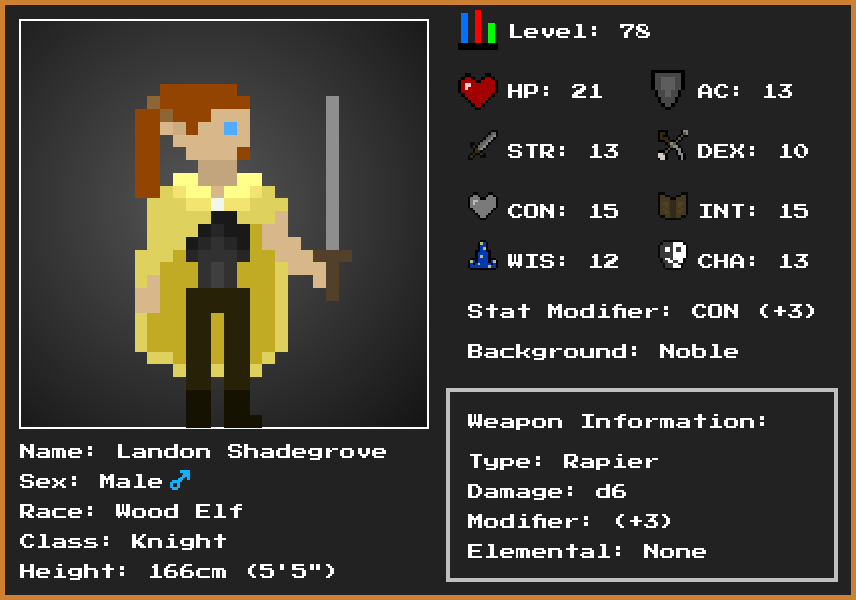 Level: 78
HP: 21 AC: 13
STR: 13 DEX: 10
CON: 15 INT: 15
WIS: 12 CHA: 13
Stat Modifier: CON (+3)
Background: Noble
Weapon Information:
Type: Rapier
Damage: d6
Modifier: (+3)
Elemental: None
Name: Landon Shadegrove
Sex: Male ♂
Race: Wood Elf
Class: Knight
Height: 166cm (5'5")